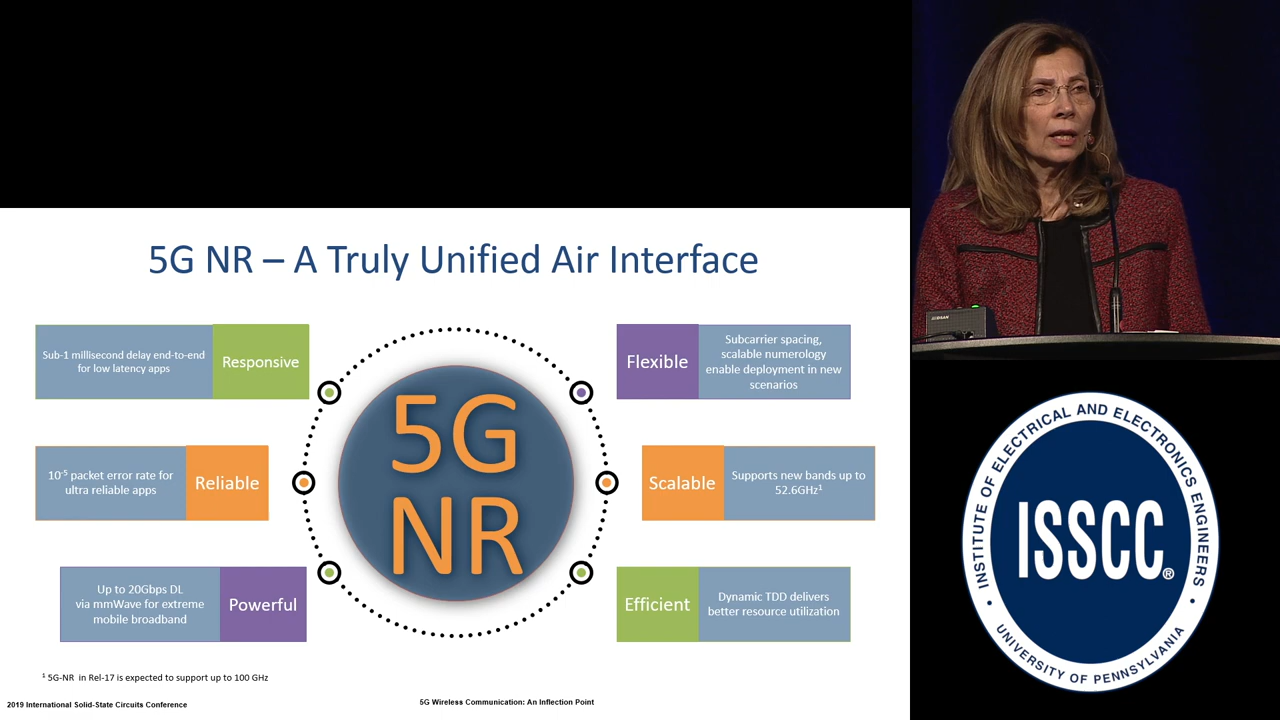 5G NR – A Truly Unified Air Interface
Sub-1 millisecond delay end-to-end
for low latency apps
Responsive
Flexible
Subcarrier spacing,
scalable numerology
enable deployment in new
scenarios
10-5 packet error rate for
ultra reliable apps
Reliable
5G
NR
Scalable
Supports new bands up to
52.6GHz1
Up to 20Gbps DL
via mmWave for extreme
mobile broadband
Powerful
Efficient
Dynamic TDD delivers
better resource utilization
1 5G-NR in Rel-17 is expected to support up to 100 GHz
2019 International Solid-State Circuits Conference
5G Wireless Communication: An Inflection Point
INSTITUTE OF ELECTRICAL AND ELECTRONICS ENGINEERS
ISSCC®
• UNIVERSITY OF PENNSYLVANIA •